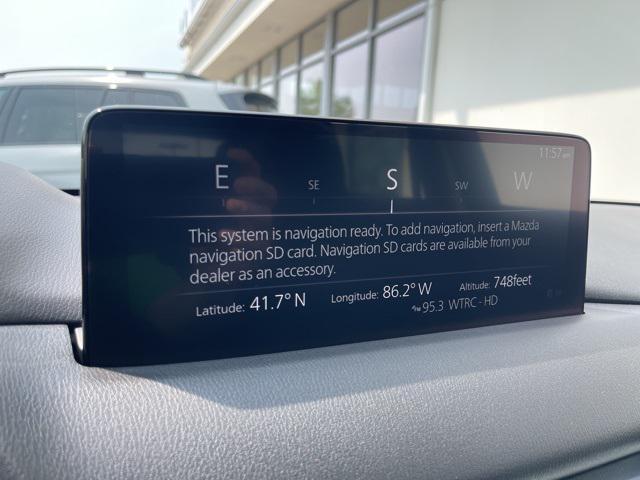 11:57 am
E SE S SW W
This system is navigation ready. To add navigation, insert a Mazda
navigation SD card. Navigation SD cards are available from your
dealer as an accessory.
Latitude: 41.7° N Longitude: 86.2° W Altitude: 748feet
FM 95.3 WTRC - HD